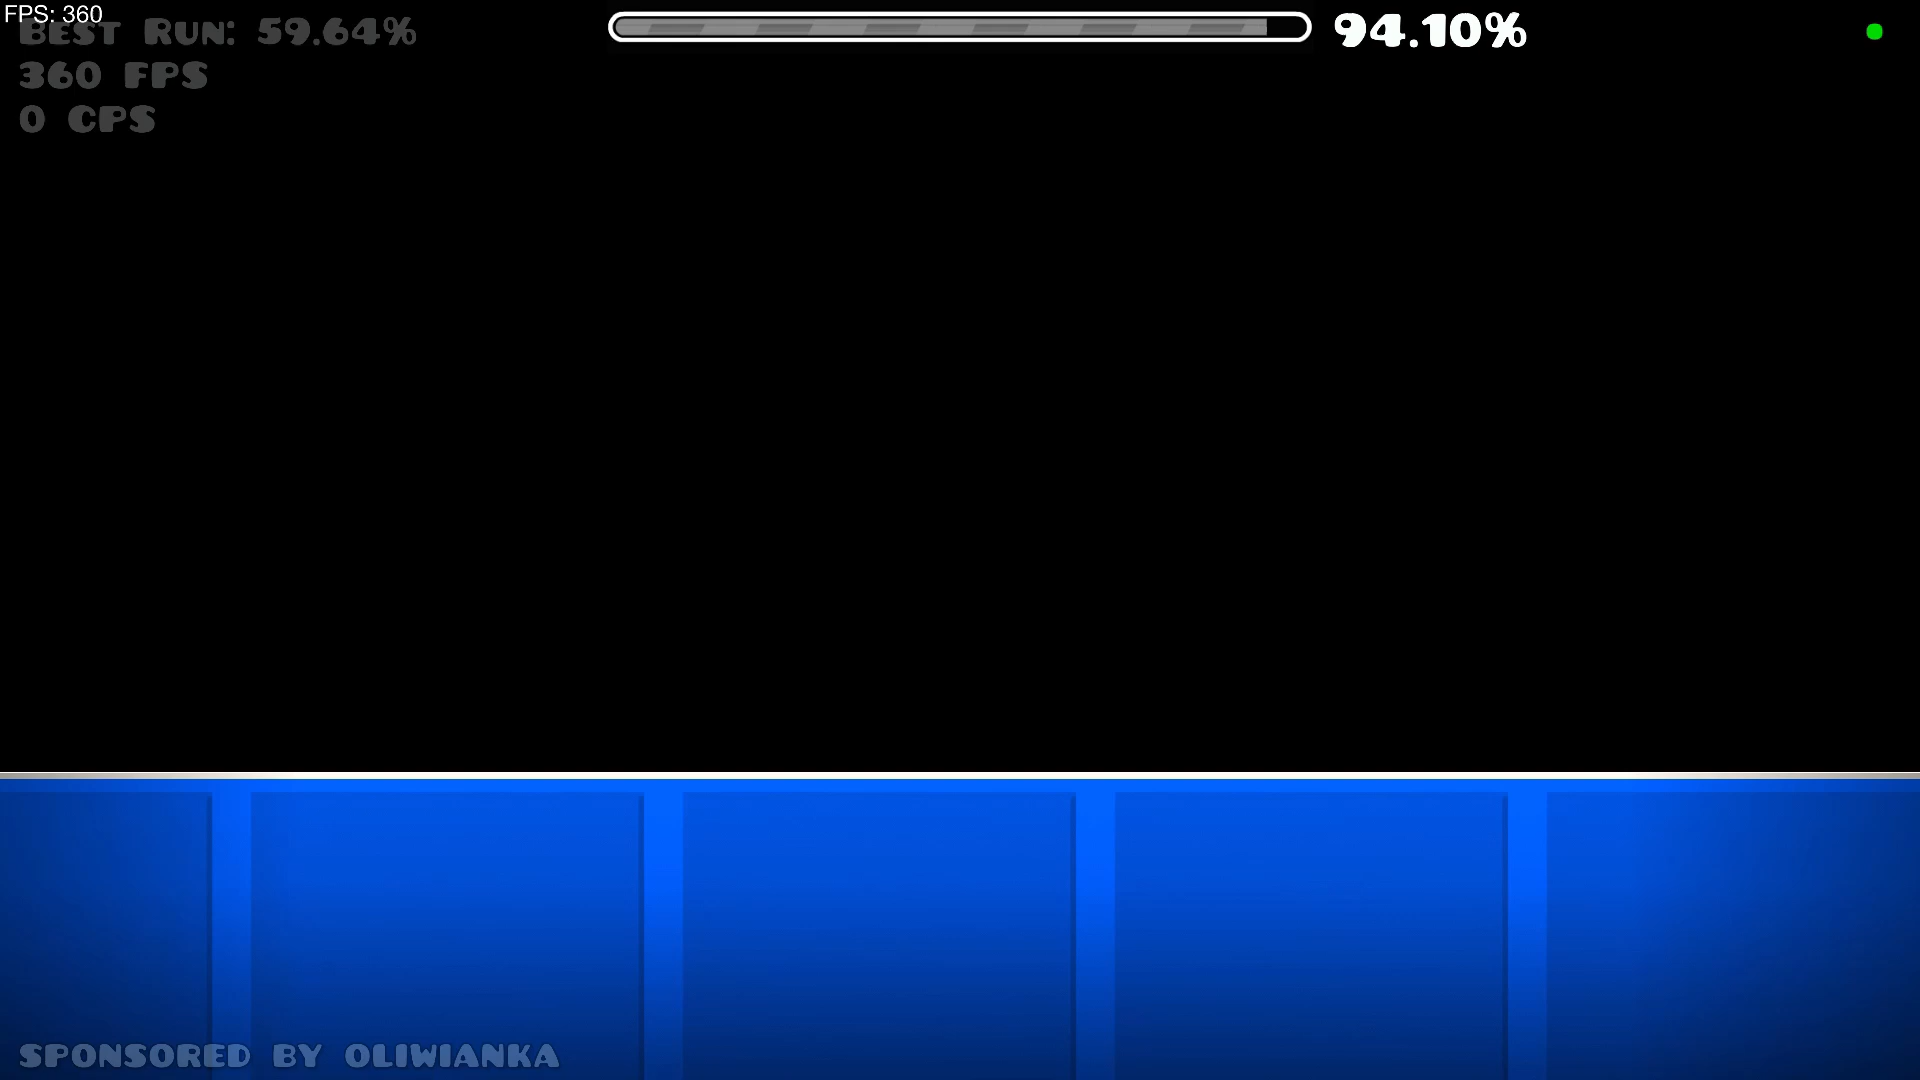 FPS: 360
BEST RUN: 59.64%
94.10%
360 FPS
0 CPS
SPONSORED BY OLIWIANKA